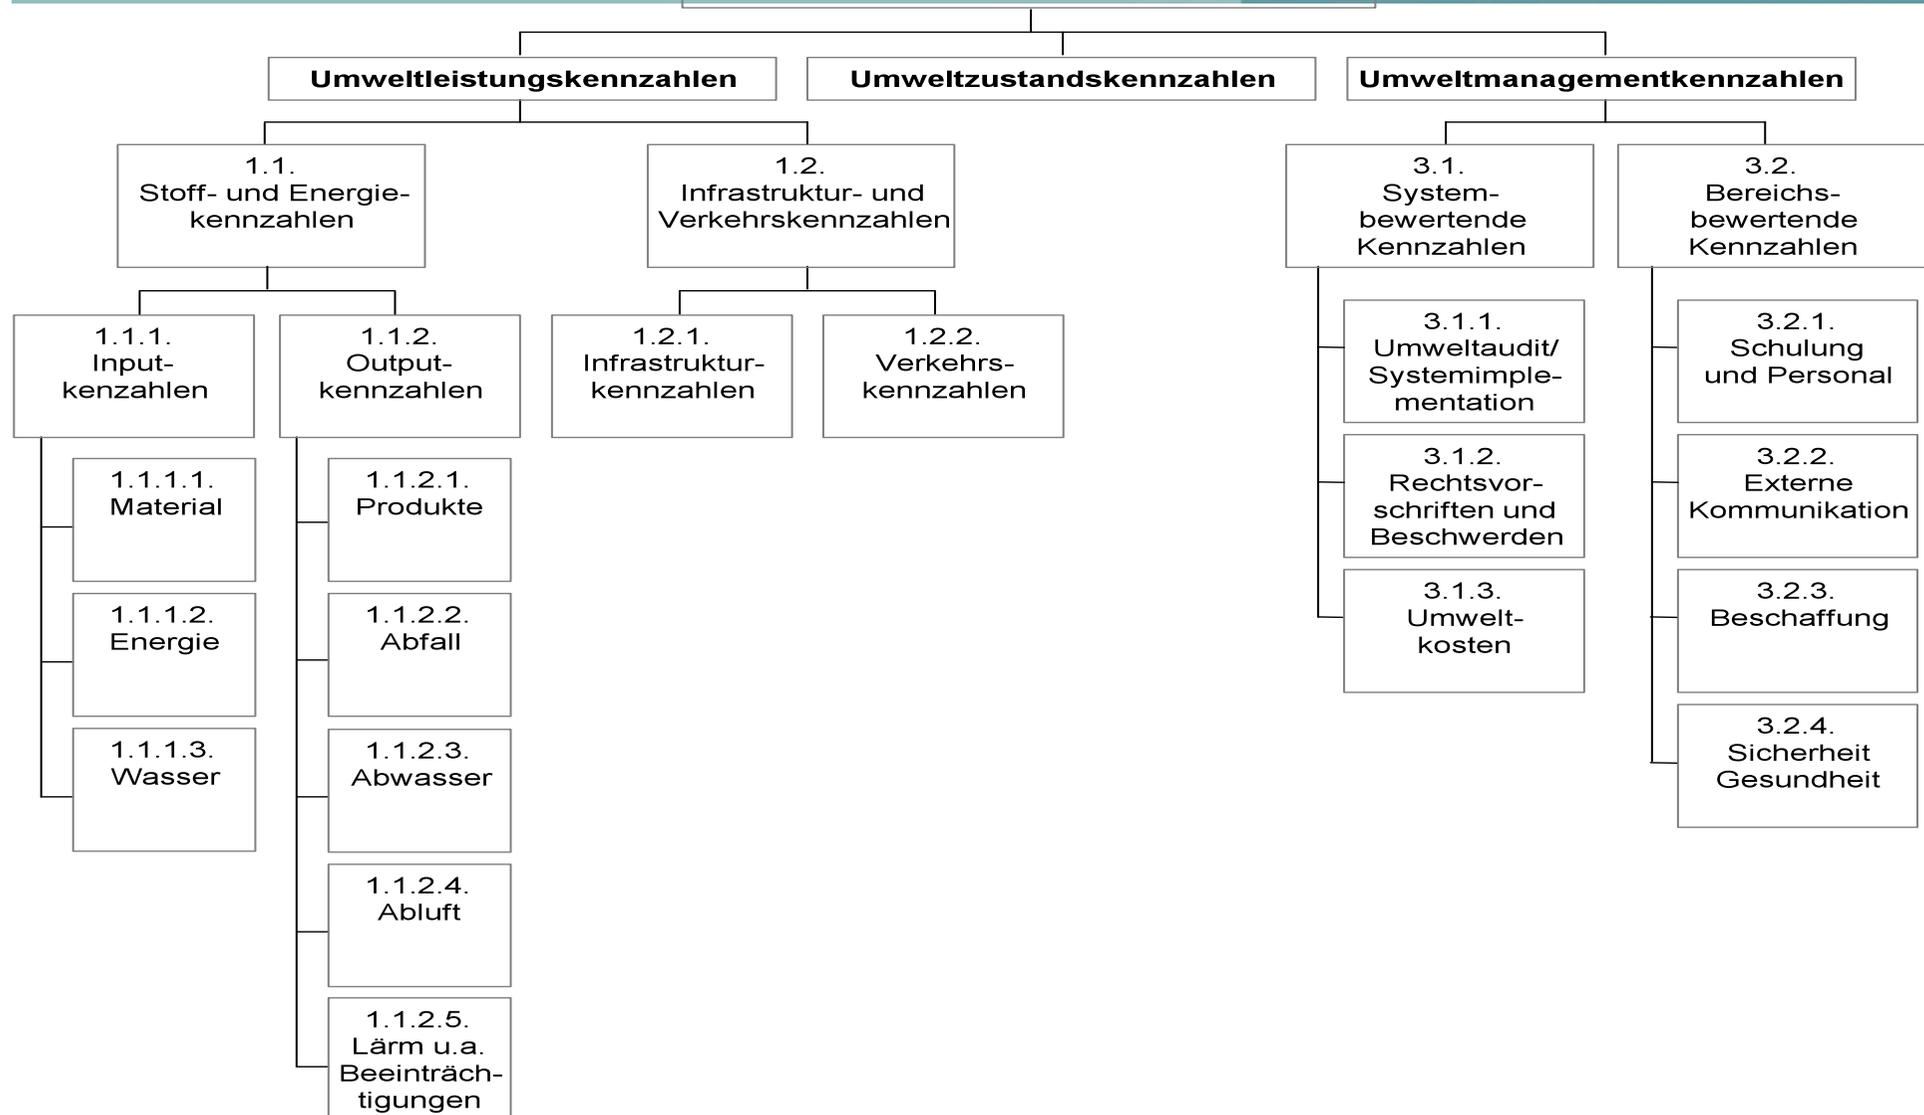 Umweltleistungskennzahlen
Umweltzustandskennzahlen
Umweltmanagementkennzahlen
1.1.
Stoff- und Energie-
kennzahlen
1.2.
Infrastruktur- und
Verkehrskennzahlen
3.1.
System-
bewertende
Kennzahlen
3.2.
Bereichs-
bewertende
Kennzahlen
1.1.1.
Input-
kenzahlen
1.1.2.
Output-
kennzahlen
1.2.1.
Infrastruktur-
kennzahlen
1.2.2.
Verkehrs-
kennzahlen
1.1.1.1.
Material
1.1.1.2.
Energie
1.1.1.3.
Wasser
1.1.2.1.
Produkte
1.1.2.2.
Abfall
1.1.2.3.
Abwasser
1.1.2.4.
Abluft
1.1.2.5.
Lärm u.a.
Beeinträch-
tigungen
3.1.1.
Umweltaudit/
Systemimple-
mentation
3.1.2.
Rechtsvor-
schriften und
Beschwerden
3.1.3.
Umwelt-
kosten
3.2.1.
Schulung
und Personal
3.2.2.
Externe
Kommunikation
3.2.3.
Beschaffung
3.2.4.
Sicherheit
Gesundheit